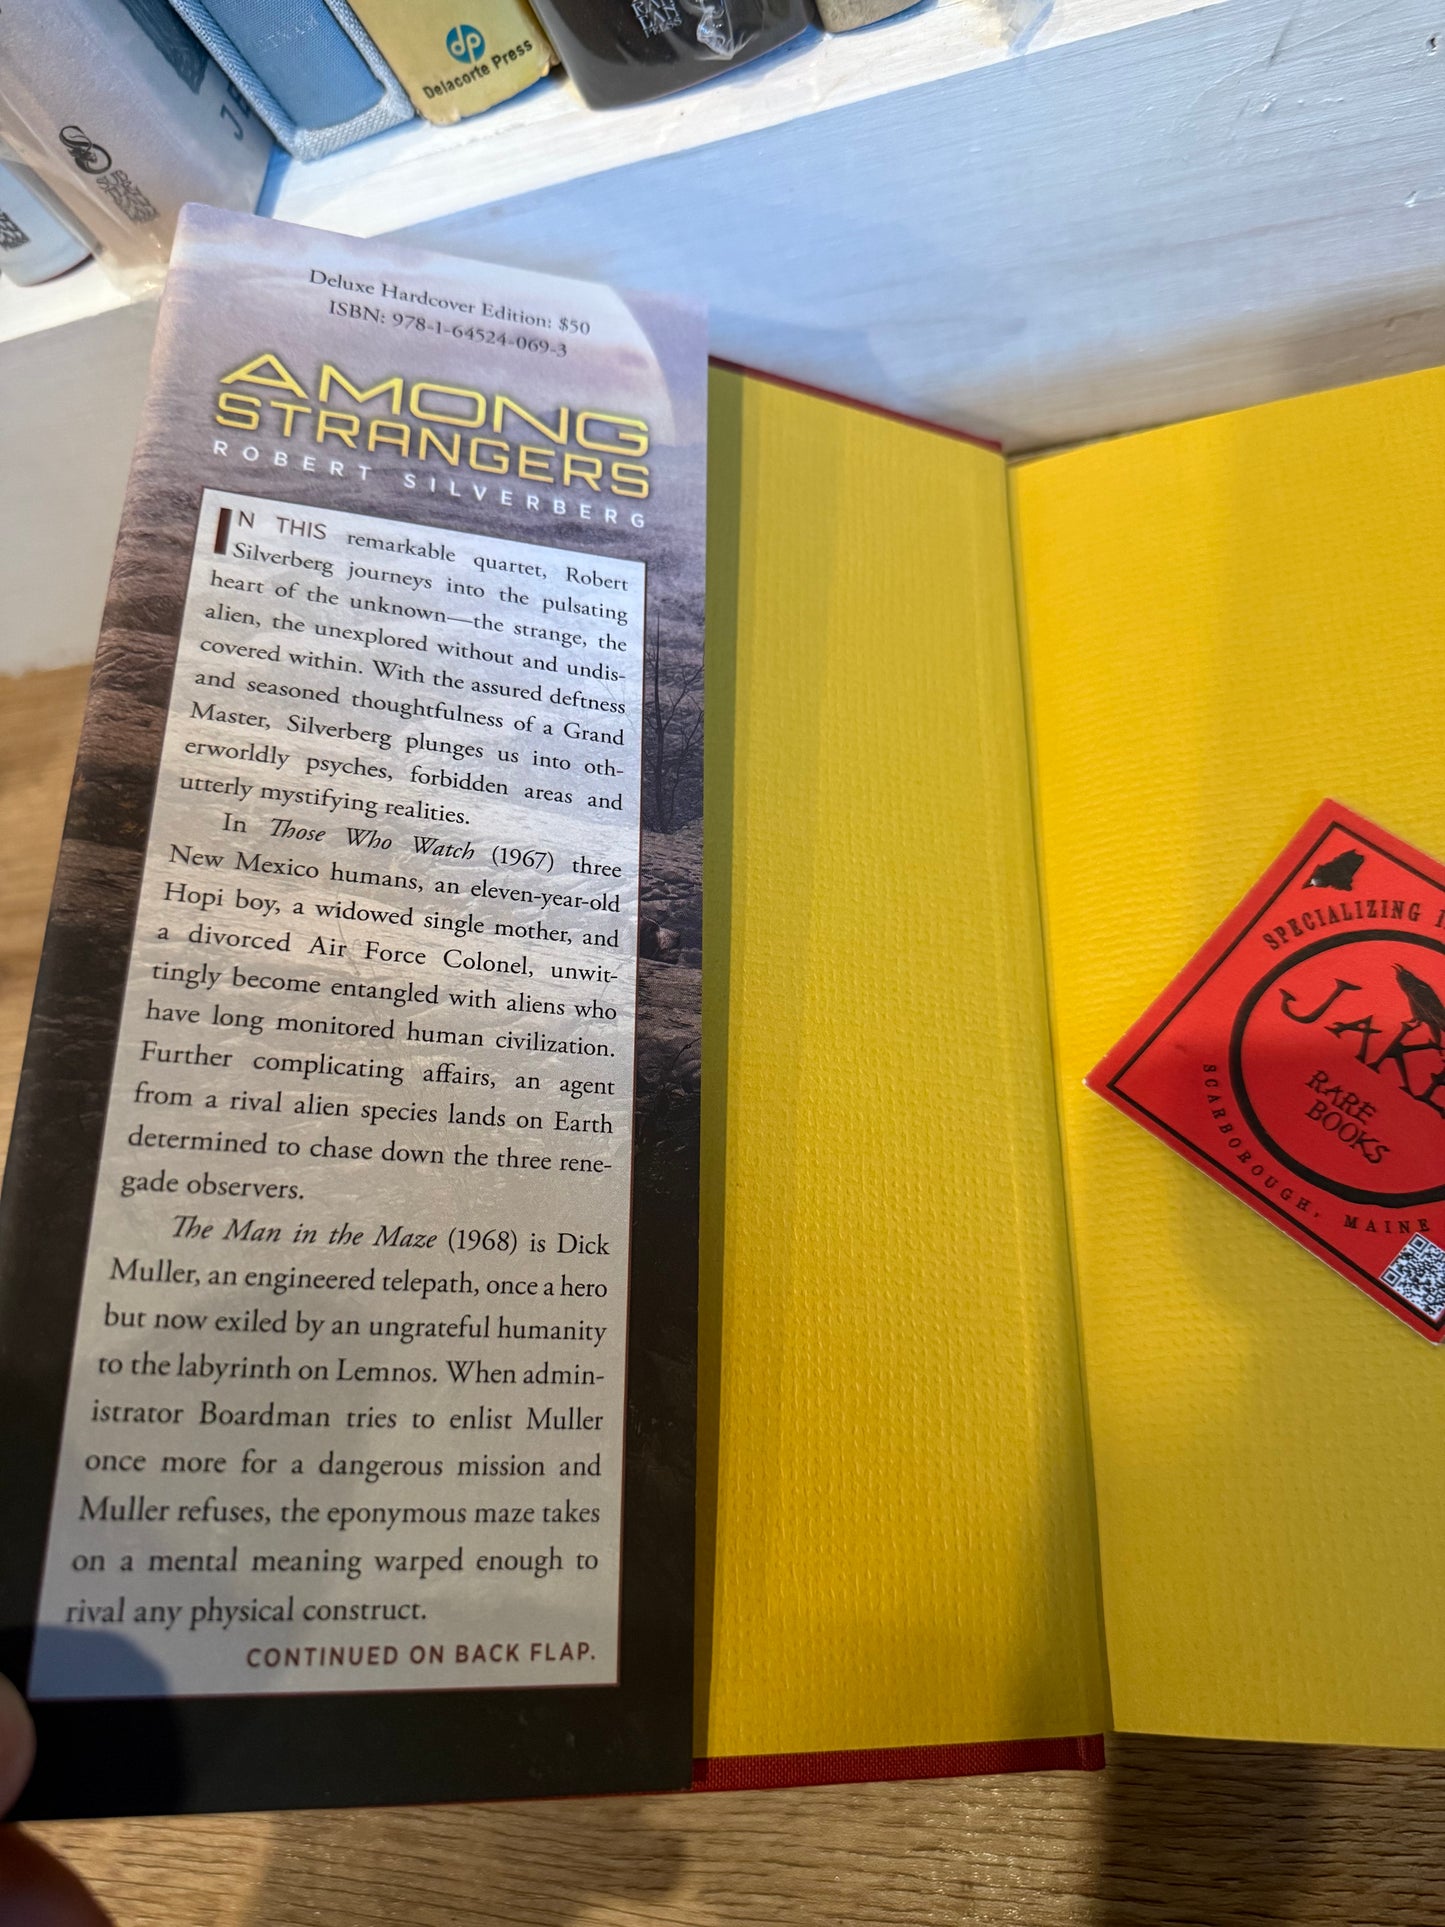 Delacorte Press
Deluxe Hardcover Edition: $50
ISBN: 978-1-64524-069-3
AMONG
STRANGERS
ROBERT SILVERBERG
IN THIS remarkable quartet, Robert
Silverberg journeys into the pulsating
heart of the unknown—the strange, the
alien, the unexplored without and undis-
covered within. With the assured deftness
and seasoned thoughtfulness of a Grand
Master, Silverberg plunges us into oth-
erworldly psyches, forbidden areas and
utterly mystifying realities.
In Those Who Watch (1967) three
New Mexico humans, an eleven-year-old
Hopi boy, a widowed single mother, and
a divorced Air Force Colonel, unwit-
tingly become entangled with aliens who
have long monitored human civilization.
Further complicating affairs, an agent
from a rival alien species lands on Earth
determined to chase down the three rene-
gade observers.
The Man in the Maze (1968) is Dick
Muller, an engineered telepath, once a hero
but now exiled by an ungrateful humanity
to the labyrinth on Lemnos. When admin-
istrator Boardman tries to enlist Muller
once more for a dangerous mission and
Muller refuses, the eponymous maze takes
on a mental meaning warped enough to
rival any physical construct.
CONTINUED ON BACK FLAP.
SPECIALIZING
RARE
BOOKS
SCARBOROUGH, MAINE